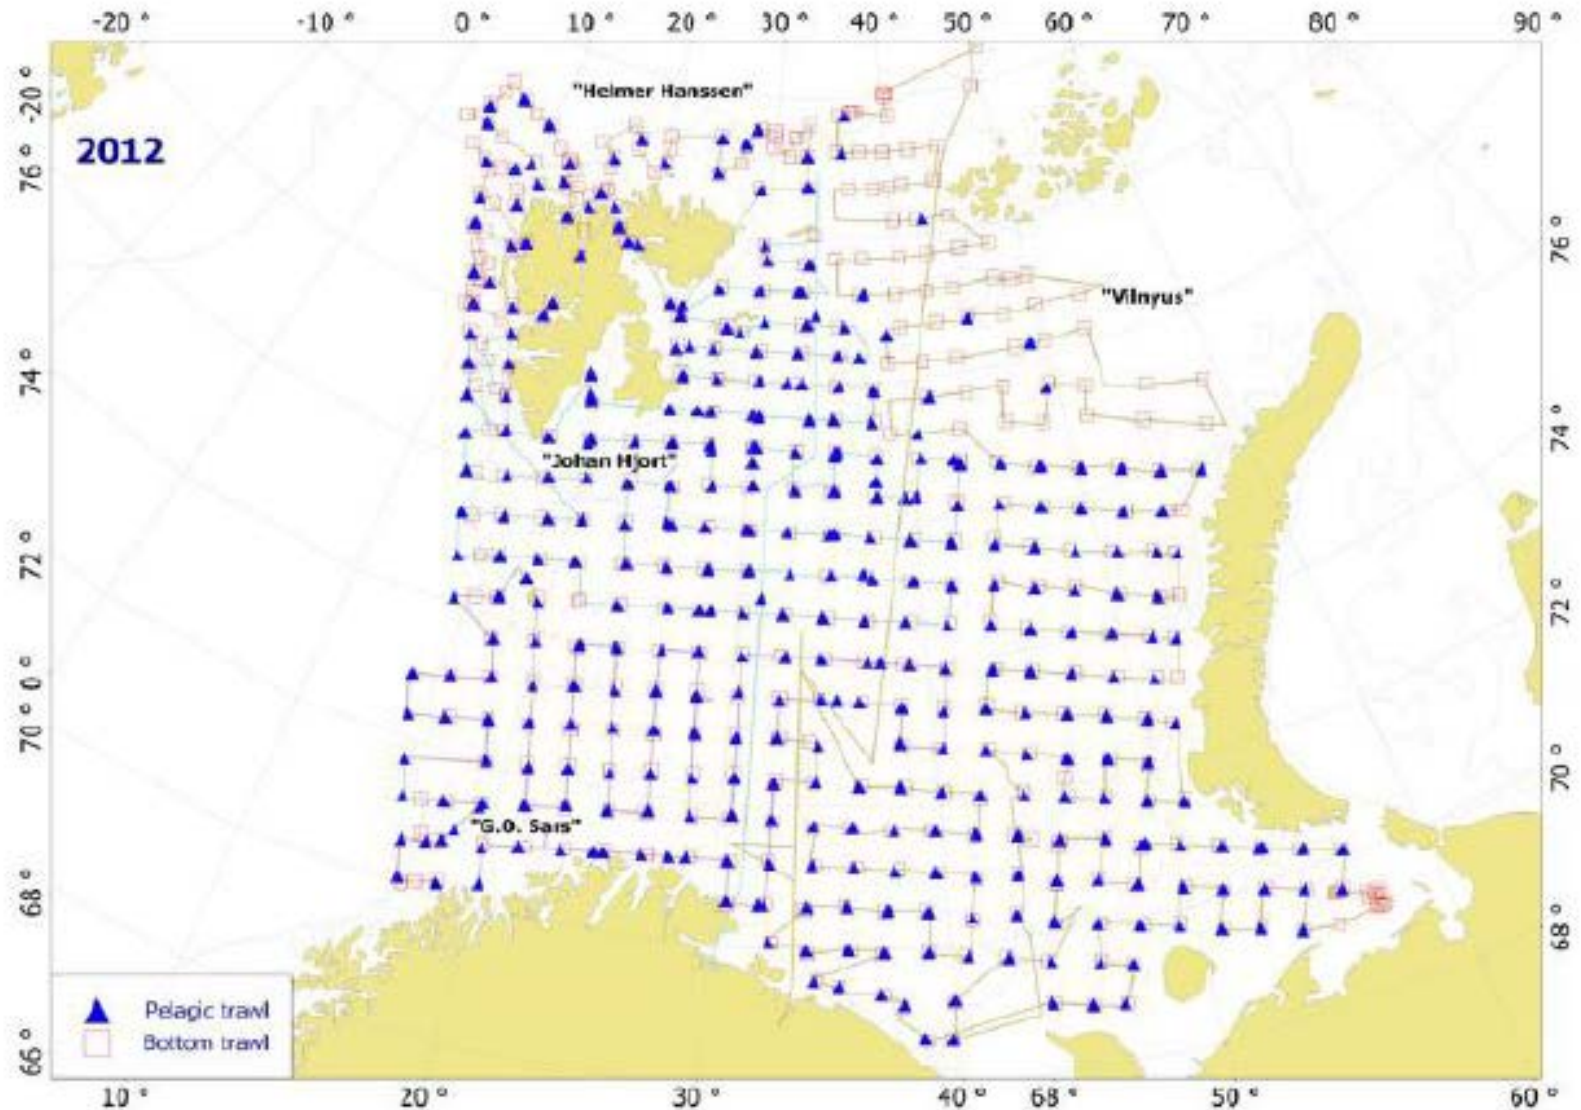 -20 ° -10 ° 0 ° 10 ° 20 ° 30 ° 40 ° 50 ° 60 ° 70 ° 80 ° 90 °
-20 °
76 °
74 °
72 °
0 °
70 °
68 °
66 °
2012
"Helmer Hanssen"
"Vilnyus"
"Johan Hjort"
"G.O. Sars"
76 °
74 °
72 °
70 °
68 °
Pelagic trawl
Bottom trawl
10 ° 20 ° 30 ° 40 ° 68 ° 50 ° 60 °